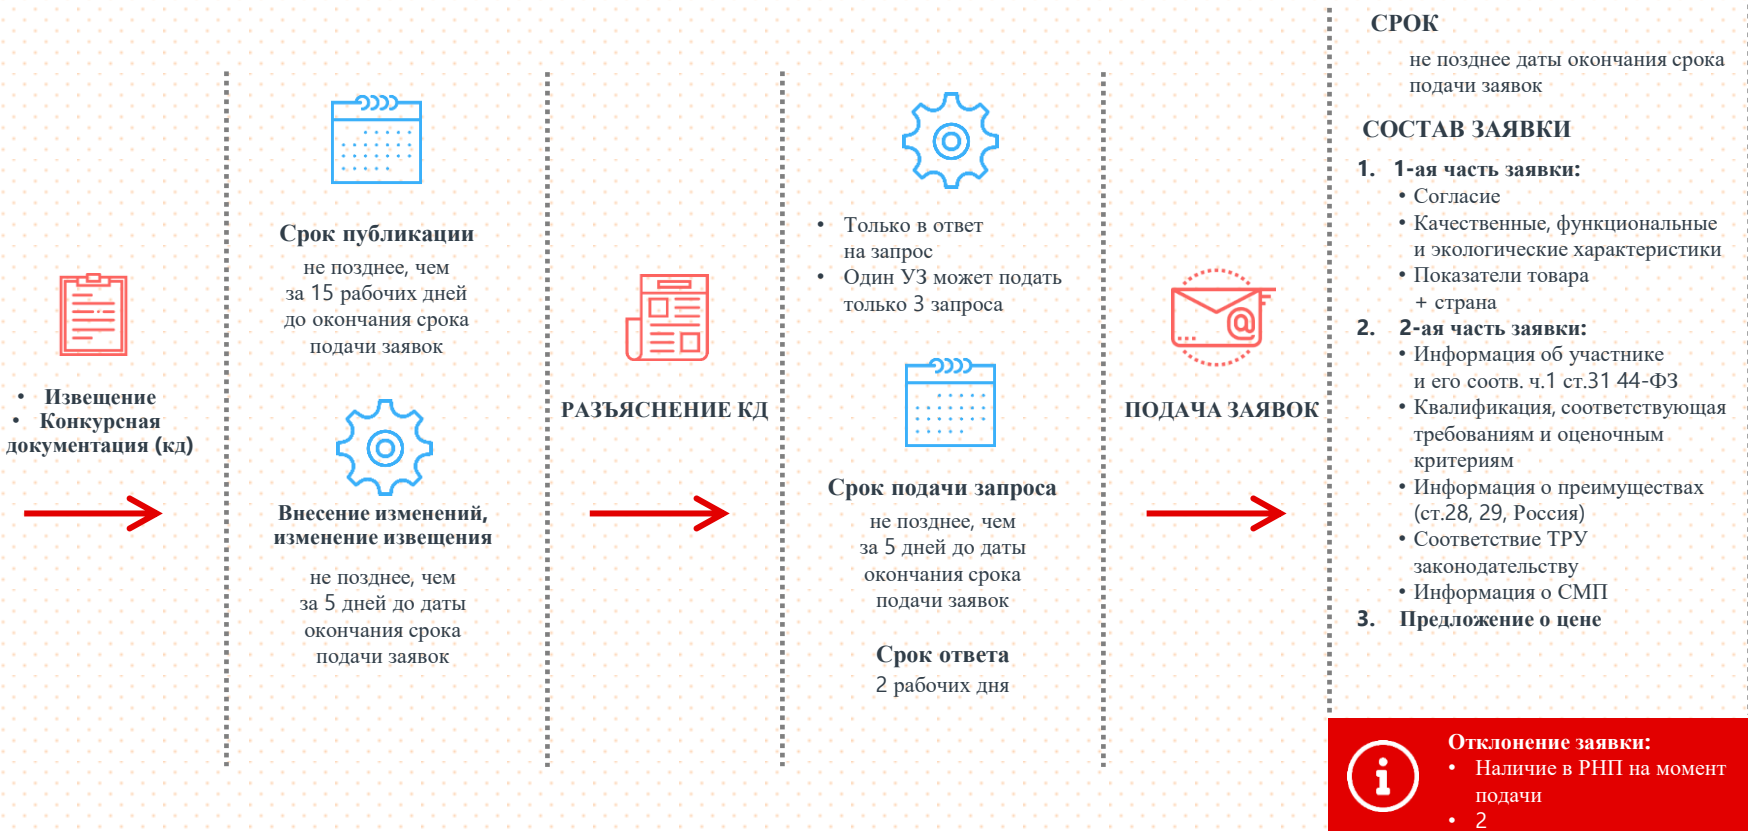 • Извещение
• Конкурсная
документация (кд)
Срок публикации
не позднее, чем
за 15 рабочих дней
до окончания срока
подачи заявок
Внесение изменений,
изменение извещения
не позднее, чем
за 5 дней до даты
окончания срока
подачи заявок
РАЗЪЯСНЕНИЕ КД
• Только в ответ
на запрос
• Один УЗ может подать
только 3 запроса
Срок подачи запроса
не позднее, чем
за 5 дней до даты
окончания срока
подачи заявок
Срок ответа
2 рабочих дня
@
ПОДАЧА ЗАЯВОК
СРОК
не позднее даты окончания срока
подачи заявок
СОСТАВ ЗАЯВКИ
1. 1-ая часть заявки:
• Согласие
• Качественные, функциональные
и экологические характеристики
• Показатели товара
+ страна
2. 2-ая часть заявки:
• Информация об участнике
и его соотв. ч.1 ст.31 44-ФЗ
• Квалификация, соответствующая
требованиям и оценочным
критериям
• Информация о преимуществах
(ст.28, 29, Россия)
• Соответствие ТРУ
законодательству
• Информация о СМП
3. Предложение о цене
Отклонение заявки:
• Наличие в РНП на момент
подачи
• 2